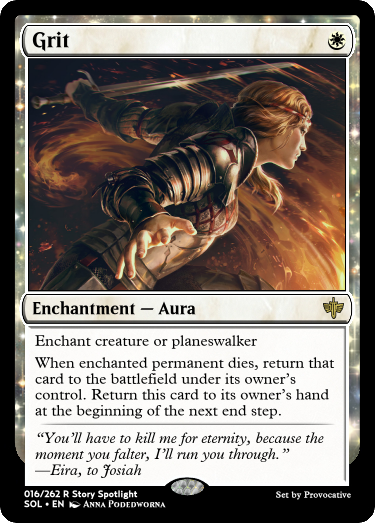 Grit
Enchantment — Aura
Enchant creature or planeswalker
When enchanted permanent dies, return that
card to the battlefield under its owner's
control. Return this card to its owner's hand
at the beginning of the next end step.
“You'll have to kill me for eternity, because the
moment you falter, I'll run you through.”
—Eira, to Josiah
016/262 R Story Spotlight
SOL • EN Anna Podedworna
Set by Provocative